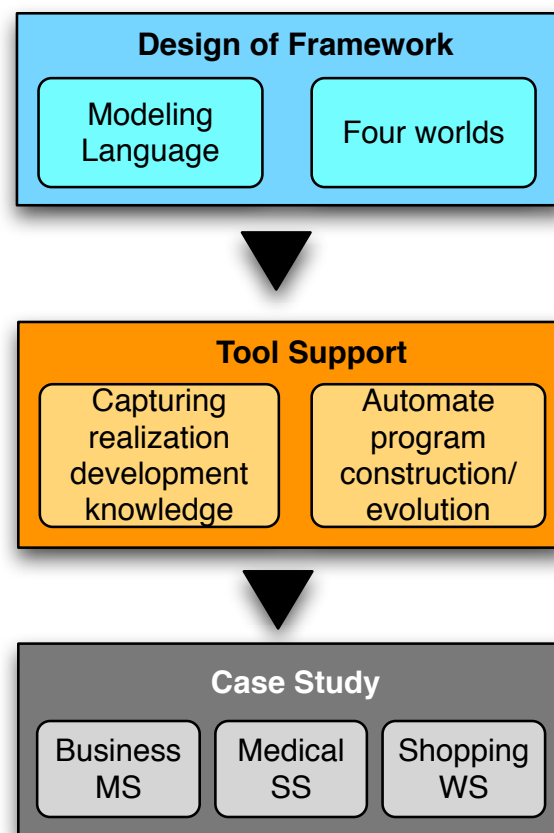 Design of Framework
Modeling
Language
Four worlds
Tool Support
Capturing
realization
development
knowledge
Automate
program
construction/
evolution
Case Study
Business
MS
Medical
SS
Shopping
WS